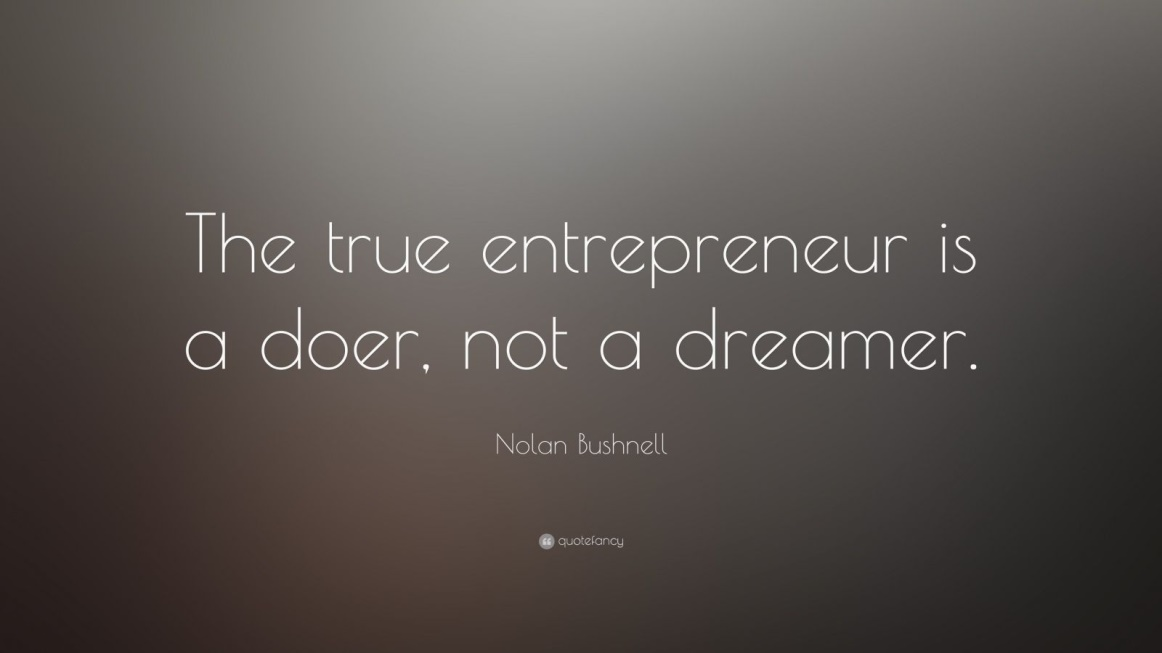 The true entrepreneur is
a doer, not a dreamer.
Nolan Bushnell
quotefancy